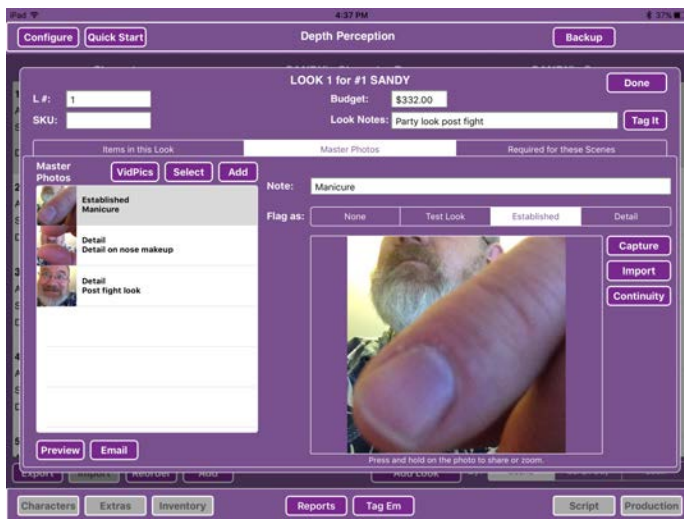 iPad 4:37 PM 37%
Configure Quick Start Depth Perception Backup
LOOK 1 for #1 SANDY Done
L #: 1 Budget: $332.00
SKU: Look Notes: Party look post fight Tag It
Items in this Look Master Photos Required for these Scenes
Master
Photos VidPics Select Add
Note: Manicure
Established
Manicure
Flag as: None Test Look Established Detail
Detail
Detail on nose makeup
Capture
Import
Detail
Post fight look
Continuity
Preview Email
Press and hold on the photo to share or zoom.
Export Import Reorder Add Add Look
Characters Extras Inventory Reports Tag Em Script Production